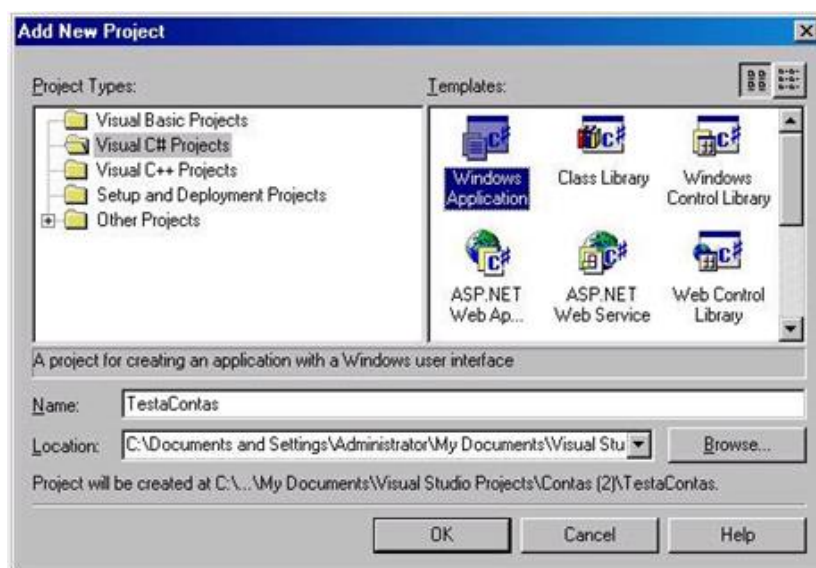 Add New Project
Project Types:
Templates:
Visual Basic Projects
Visual C# Projects
Visual C++ Projects
Setup and Deployment Projects
Other Projects
Windows
Application
Class Library
Windows
Control Library
ASP.NET
Web Ap...
ASP.NET
Web Service
Web Control
Library
A project for creating an application with a Windows user interface
Name:
TestaContas
Location:
C:\Documents and Settings\Administrator\My Documents\Visual Stu
Browse...
Project will be created at C:\...\My Documents\Visual Studio Projects\Contas (2)\TestaContas.
OK
Cancel
Help